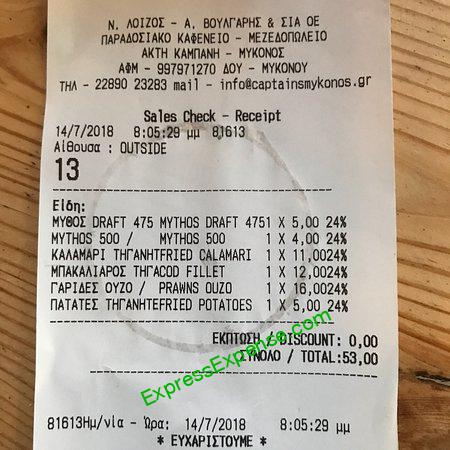 Ν. ΛΟΙΖΟΣ - Α. ΒΟΥΛΓΑΡΗΣ & ΣΙΑ ΟΕ
ΠΑΡΑΔΟΣΙΑΚΟ ΚΑΦΕΝΕΙΟ - ΜΕΖΕΔΟΠΩΛΕΙΟ
ΑΚΤΗ ΚΑΜΠΑΝΗ - ΜΥΚΟΝΟΣ
ΑΦΜ - 997971270 ΔΟΥ - ΜΥΚΟΝΟΥ
ΤΗΛ - 22890 23283 mail - info@captainsmykonos.gr
Sales Check - Receipt
14/7/2018 8:05:29 μμ 81613
Αίθουσα : OUTSIDE
13
Είδη:
ΜΥΘΟΣ DRAFT 475 MYTHOS DRAFT 4751 X 5,00 24%
MYTHOS 500 / MYTHOS 500 1 X 4,00 24%
ΚΑΛΑΜΑΡΙ ΤΗΓΑΝΗΤFRIED CALAMARI 1 X 11,0024%
ΜΠΑΚΑΛΙΑΡΟΣ ΤΗΓΑCOD FILLET 1 X 12,0024%
ΓΑΡΙΔΕΣ ΟΥΖΟ / PRAWNS OUZO 1 X 16,0024%
ΠΑΤΑΤΕΣ ΤΗΓΑΝΗΤEFRIED POTATOES 1 X 5,00 24%
ΕΚΠΤΩΣΗ / DISCOUNT: 0,00
ΣΥΝΟΛΟ / TOTAL:53,00
ExpressExpense.com
81613Ημ/νία - Ώρα: 14/7/2018 8:05:29 μμ
* ΕΥΧΑΡΙΣΤΟΥΜΕ *